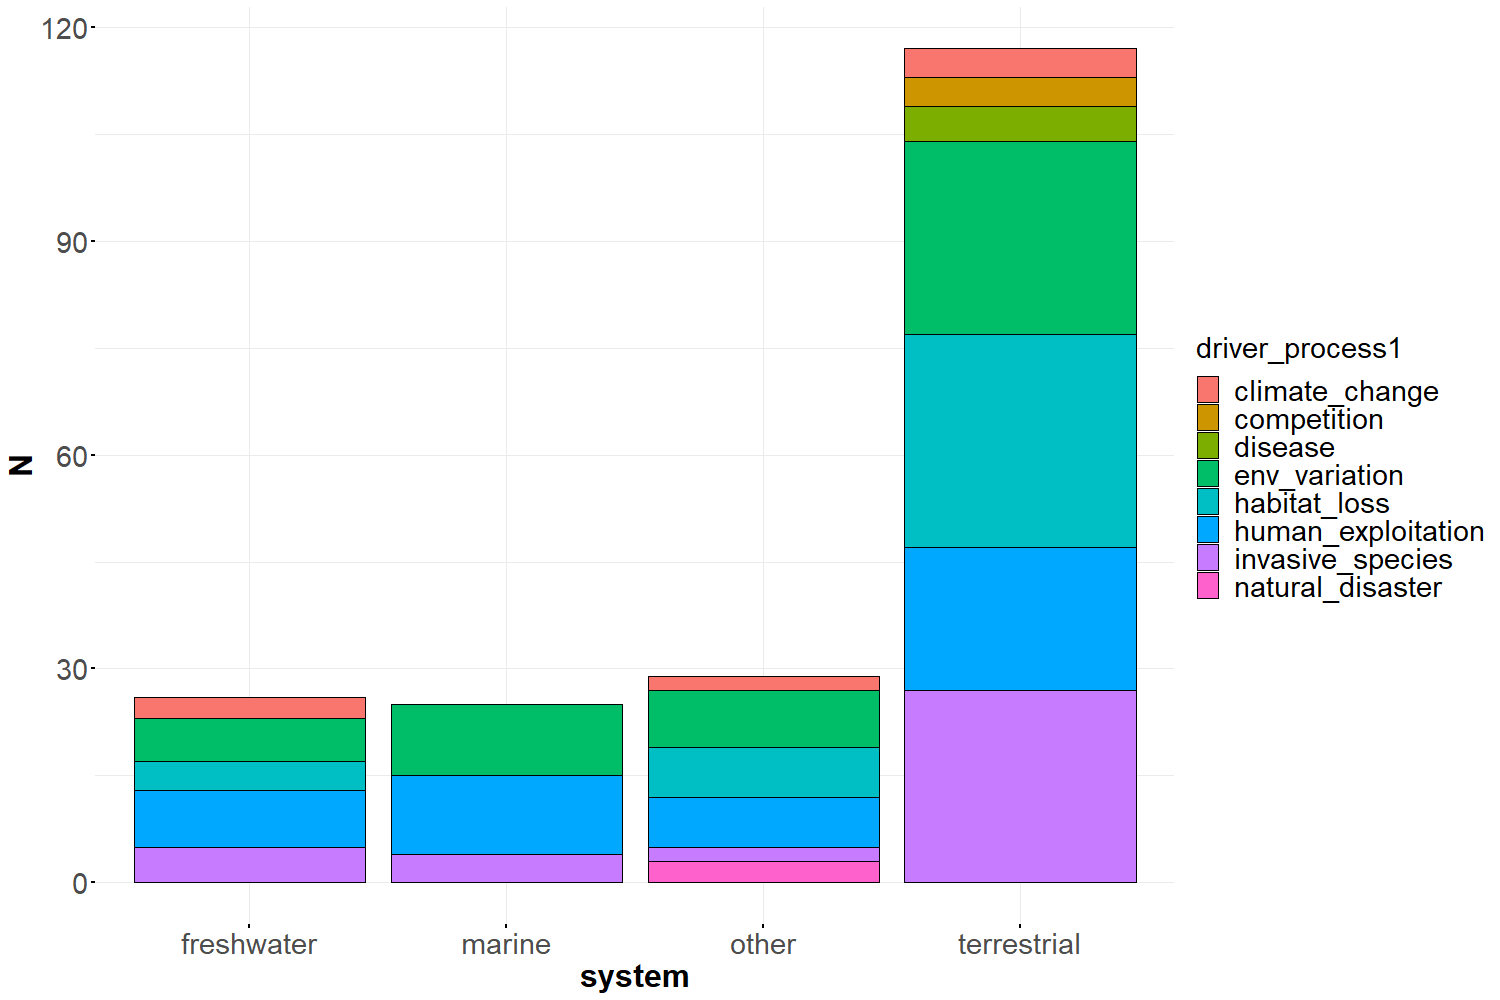 120
90
60
30
0
N
freshwater
marine
other
terrestrial
system
driver_process1
climate_change
competition
disease
env_variation
habitat_loss
human_exploitation
invasive_species
natural_disaster